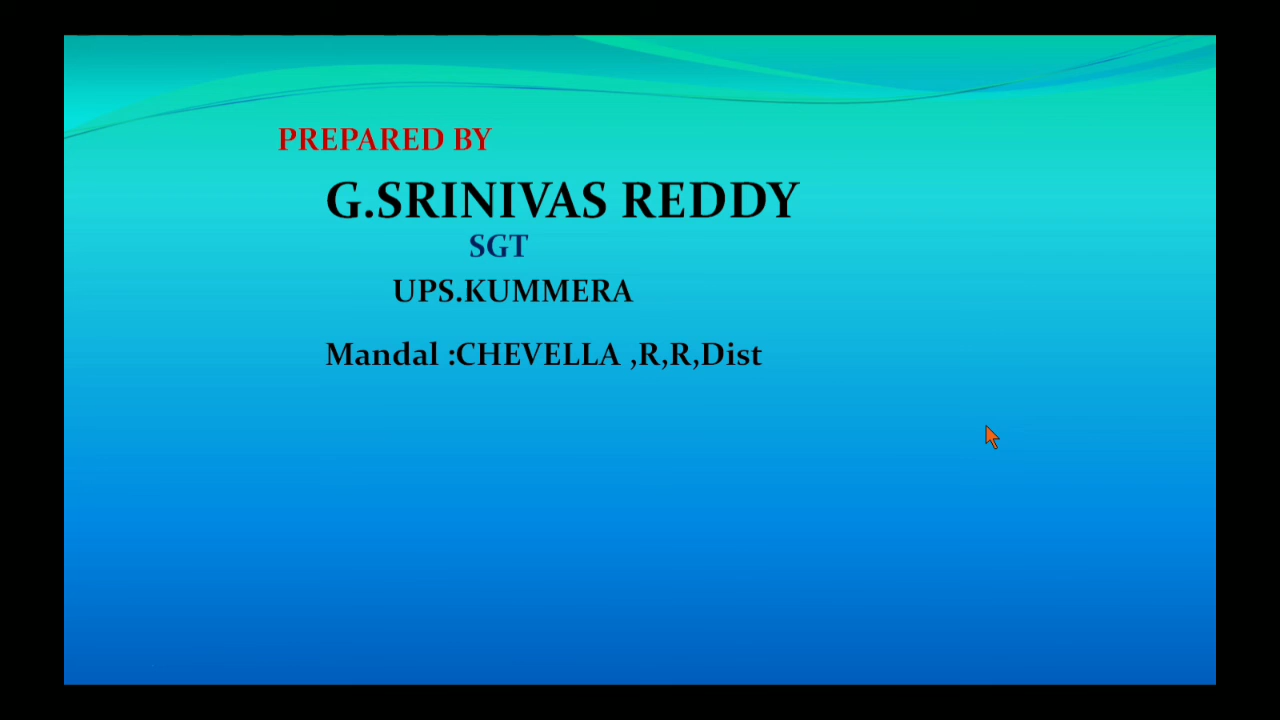 PREPARED BY
G.SRINIVAS REDDY
SGT
UPS.KUMMERA
Mandal :CHEVELLA ,R,R,Dist